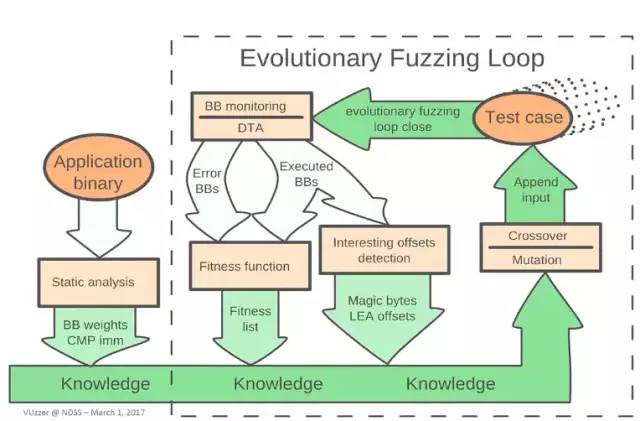 Evolutionary Fuzzing Loop
BB monitoring
DTA
evolutionary fuzzing
loop close
Test case
Application
binary
Error
BBs
Executed
BBs
Append
input
Static analysis
Fitness function
Interesting offsets
detection
Crossover
Mutation
BB weights
CMP imm
Fitness
list
Magic bytes
LEA offsets
Knowledge
Knowledge
Knowledge
VUzzer @ NDSS – March 1, 2017